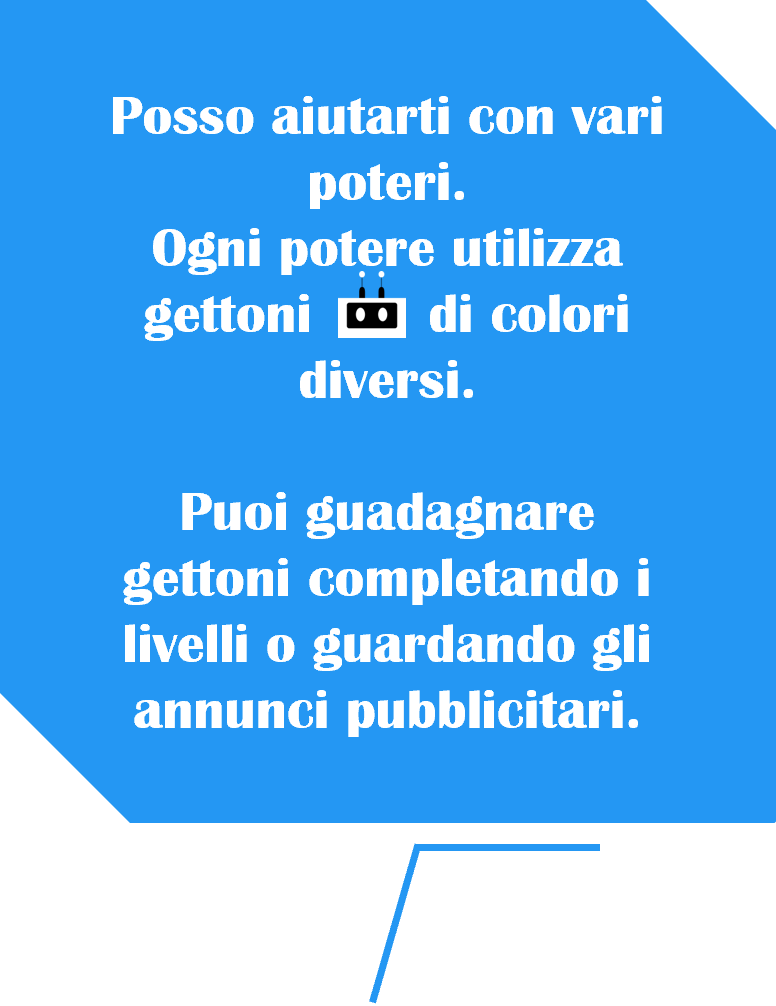 Posso aiutarti con vari
poteri.
Ogni potere utilizza
gettoni di colori
diversi.
Puoi guadagnare
gettoni completando i
livelli o guardando gli
annunci pubblicitari.